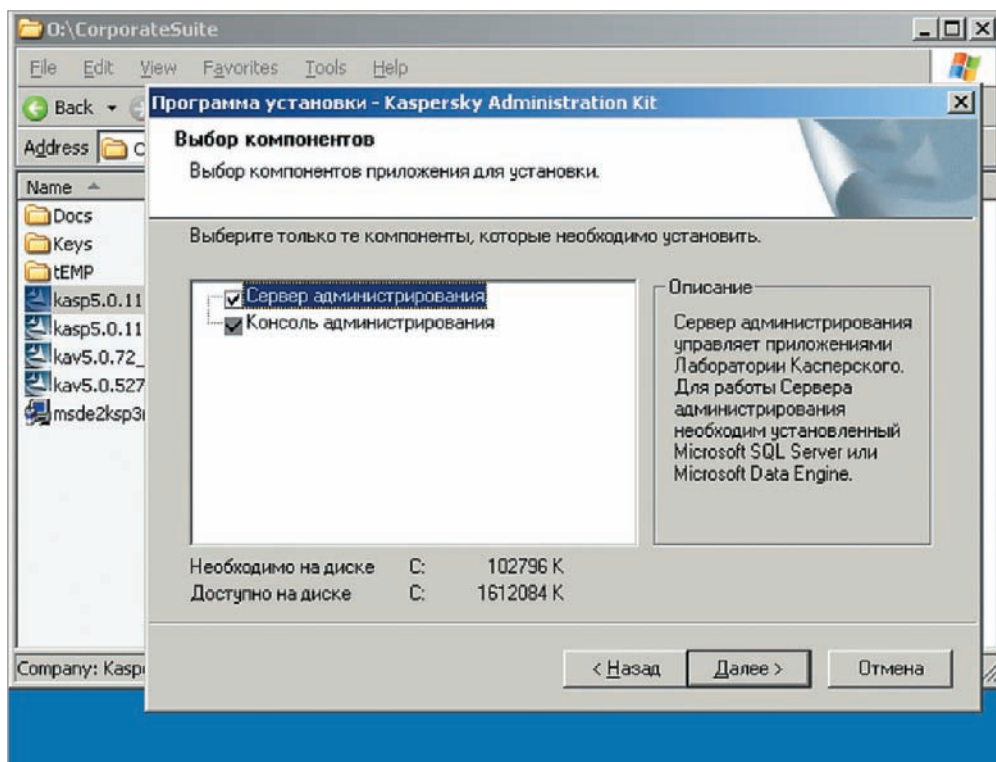 O:\CorporateSuite
File Edit View Favorites Tools Help
Back
Address
Name
Docs
Keys
tEMP
kasp5.0.11
kasp5.0.11
kav5.0.72_
kav5.0.527
msde2ksp3
Company: Kasp
Программа установки - Kaspersky Administration Kit
Выбор компонентов
Выбор компонентов приложения для установки.
Выберите только те компоненты, которые необходимо установить.
Сервер администрирования
Консоль администрирования
Описание
Сервер администрирования
управляет приложениями
Лаборатории Касперского.
Для работы Сервера
администрирования
необходим установленный
Microsoft SQL Server или
Microsoft Data Engine.
Необходимо на диске C: 102796 K
Доступно на диске C: 1612084 K
< Назад Далее > Отмена